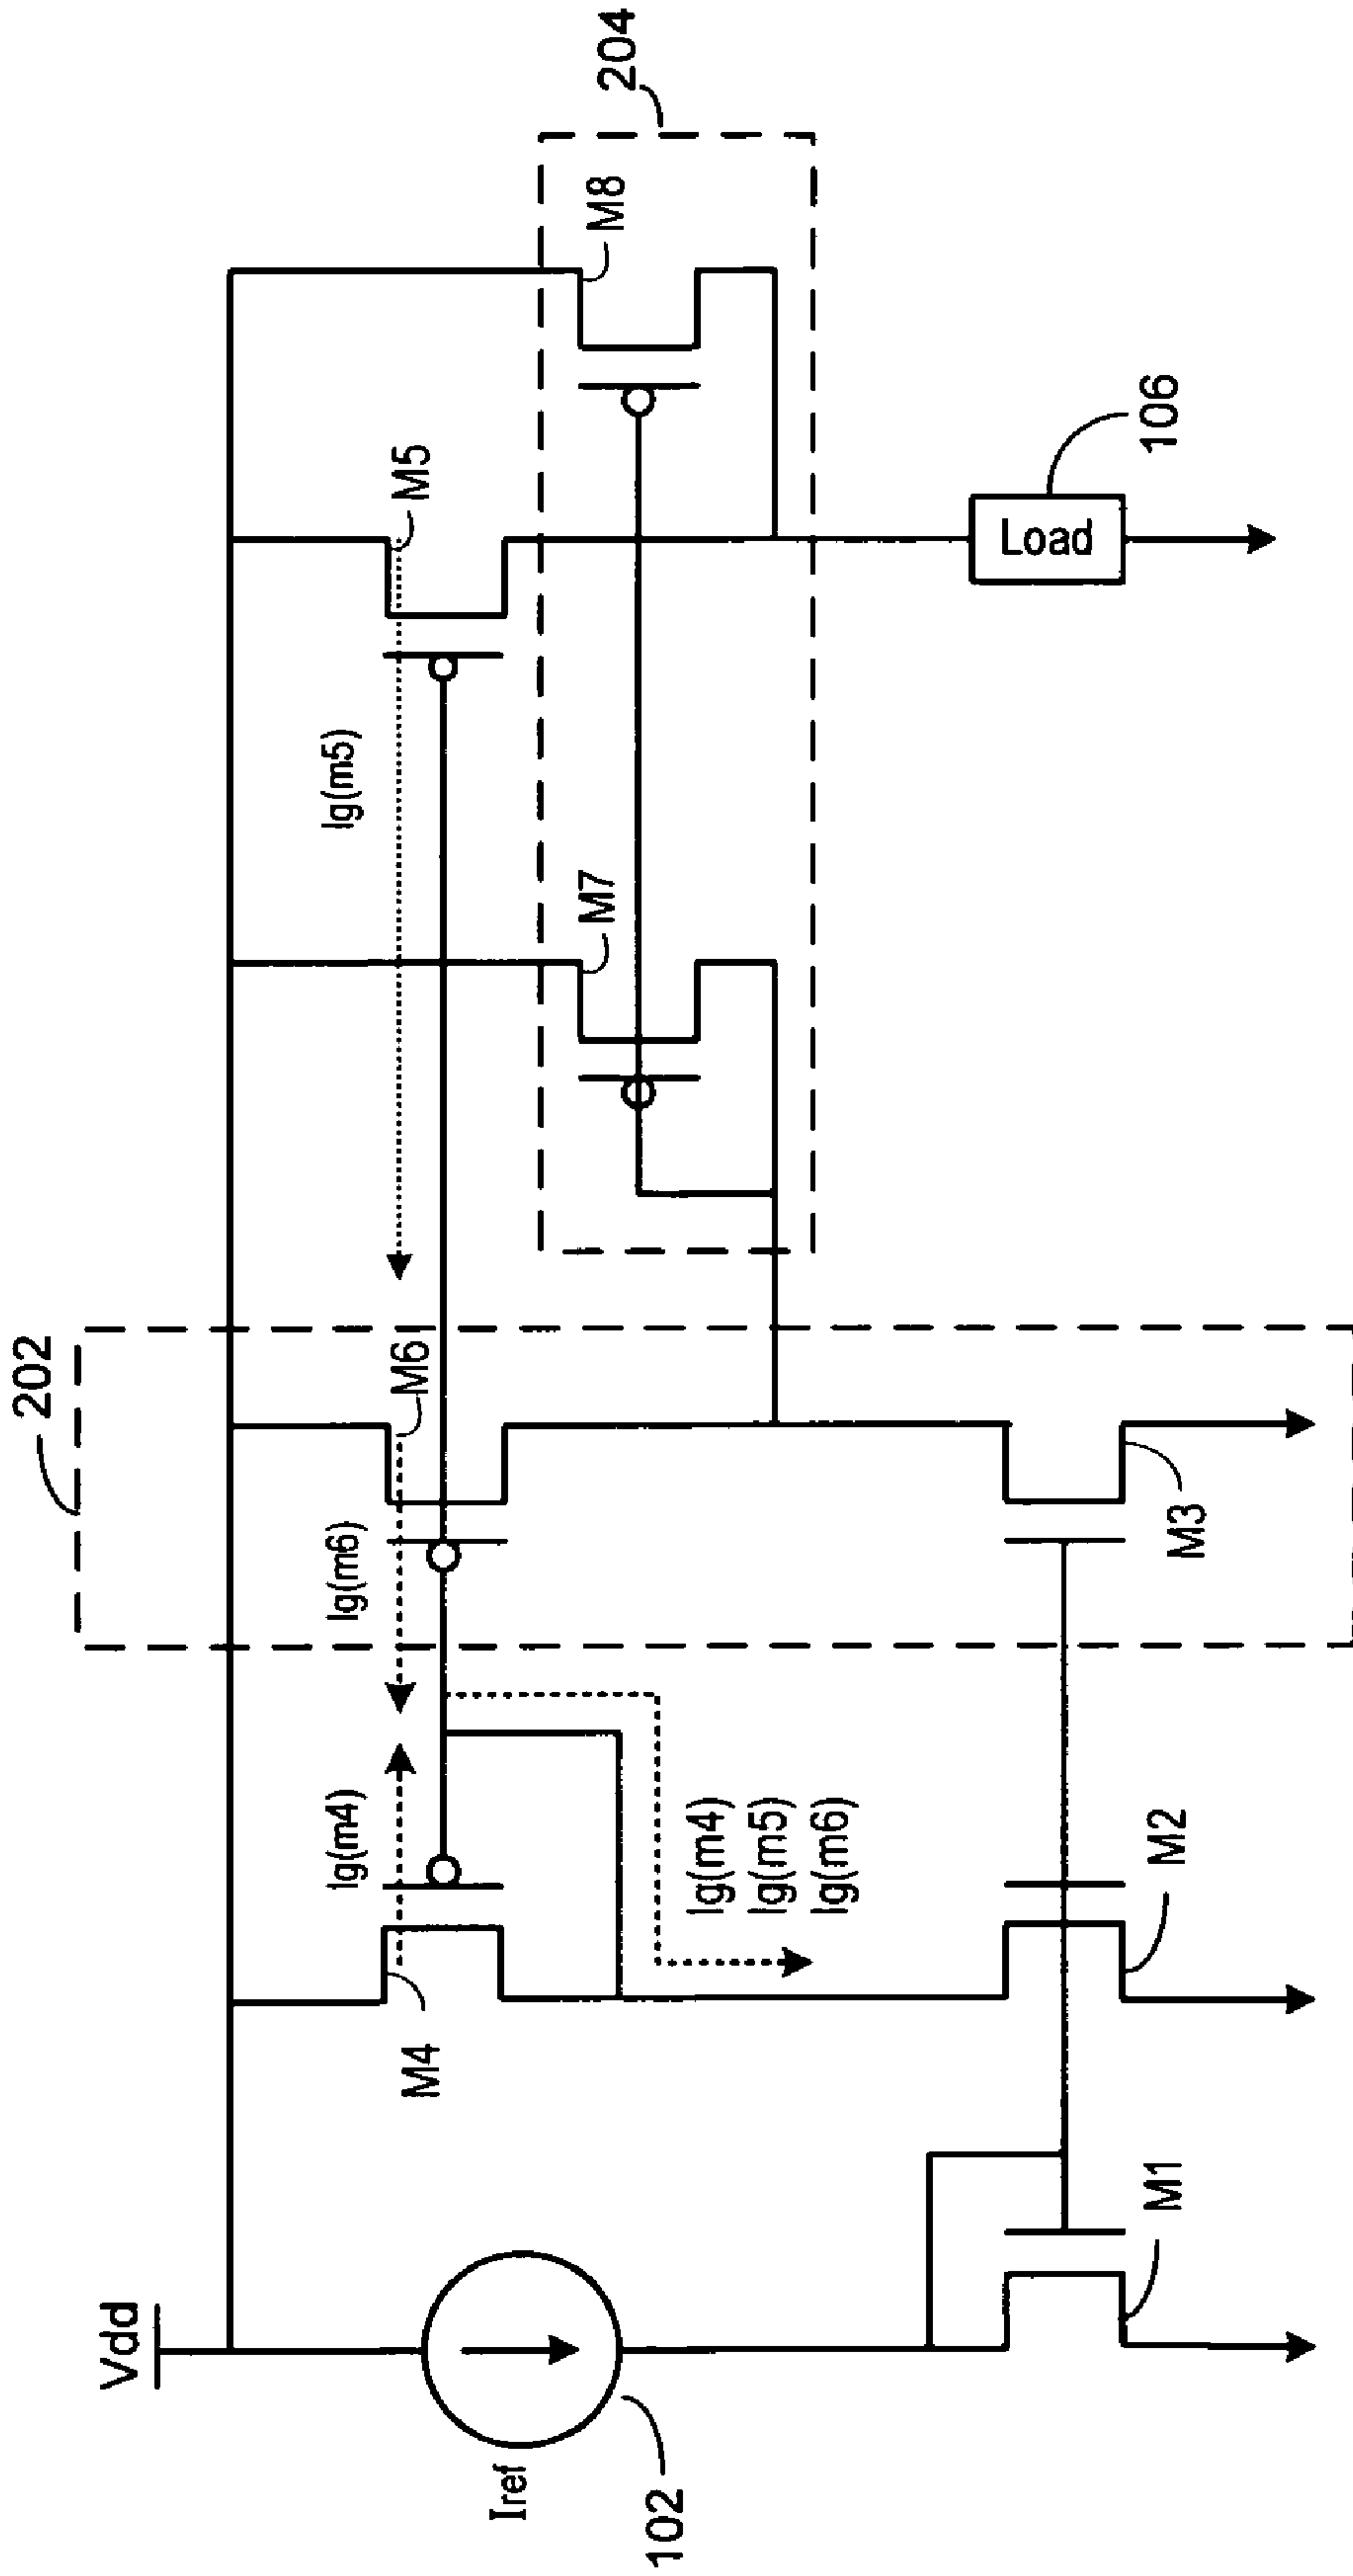 202
204
Vdd
Iref
102
M4
Ig(m4)
Ig(m6)
M6
Ig(m5)
M5
M7
M8
Ig(m4)
Ig(m5)
Ig(m6)
M1
M2
M3
Load
106